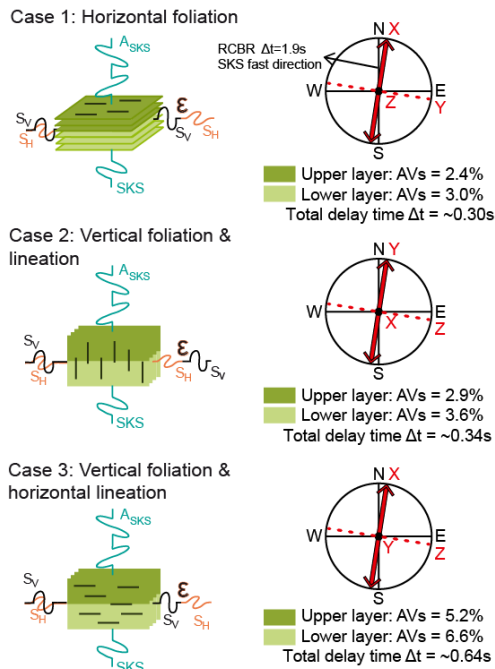 Case 1: Horizontal foliation
A_SKS
S_V
S_H
ε
S_V
S_H
SKS
RCBR Δt=1.9s
SKS fast direction
N X
W
Z
E
Y
S
Upper layer: AVs = 2.4%
Lower layer: AVs = 3.0%
Total delay time Δt = ~0.30s
Case 2: Vertical foliation &
lineation
A_SKS
S_V
S_H
ε
S_H
S_V
SKS
N Y
W
X
E
Z
S
Upper layer: AVs = 2.9%
Lower layer: AVs = 3.6%
Total delay time Δt = ~0.34s
Case 3: Vertical foliation &
horizontal lineation
A_SKS
S_V
S_H
ε
S_V
S_H
SKS
N X
W
Y
E
Z
S
Upper layer: AVs = 5.2%
Lower layer: AVs = 6.6%
Total delay time Δt = ~0.64s